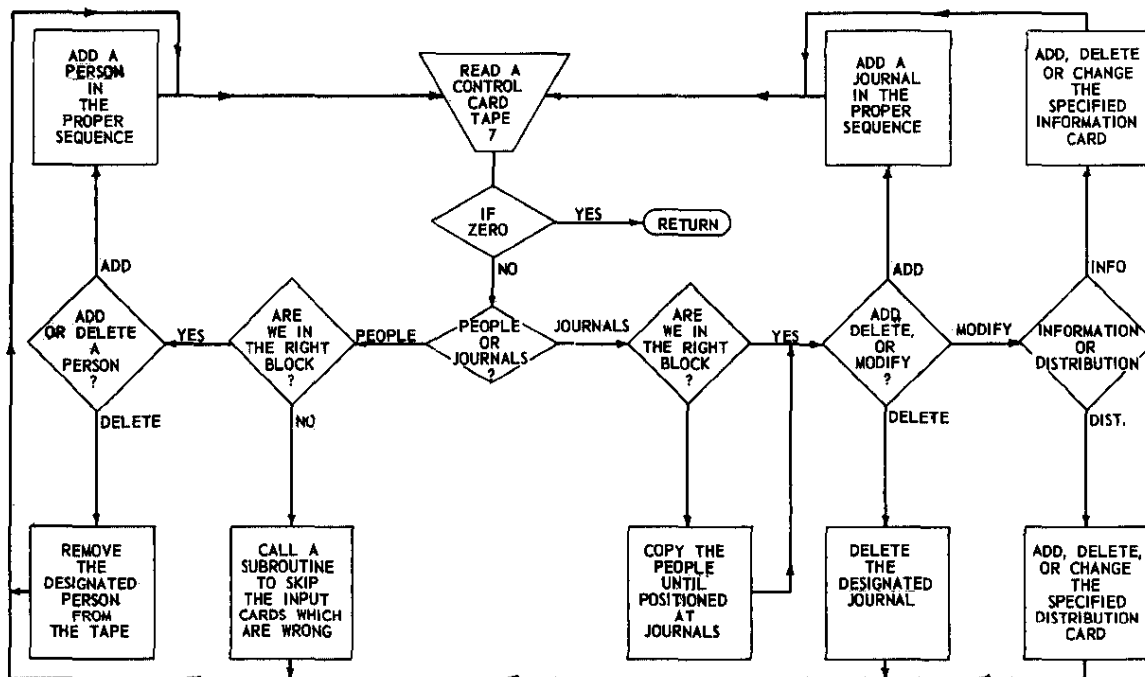 ADD A
PERSON
IN
THE
PROPER
SEQUENCE
READ A
CONTROL
CARD
TAPE
7
ADD A
JOURNAL
IN THE
PROPER
SEQUENCE
ADD, DELETE
OR CHANGE
THE
SPECIFIED
INFORMATION
CARD
IF
ZERO
YES
RETURN
NO
ADD
ADD
INFO
ADD
OR DELETE
A
PERSON
?
YES
ARE
WE IN
THE RIGHT
BLOCK
?
PEOPLE
PEOPLE
OR
JOURNALS
?
JOURNALS
ARE
WE IN
THE RIGHT
BLOCK
?
YES
ADD,
DELETE,
OR
MODIFY
?
MODIFY
INFORMATION
OR
DISTRIBUTION
DELETE
NO
DELETE
DIST.
REMOVE
THE
DESIGNATED
PERSON
FROM
THE TAPE
CALL A
SUBROUTINE
TO SKIP
THE INPUT
CARDS WHICH
ARE WRONG
COPY THE
PEOPLE
UNTIL
POSITIONED
AT
JOURNALS
DELETE
THE
DESIGNATED
JOURNAL
ADD, DELETE,
OR CHANGE
THE
SPECIFIED
DISTRIBUTION
CARD